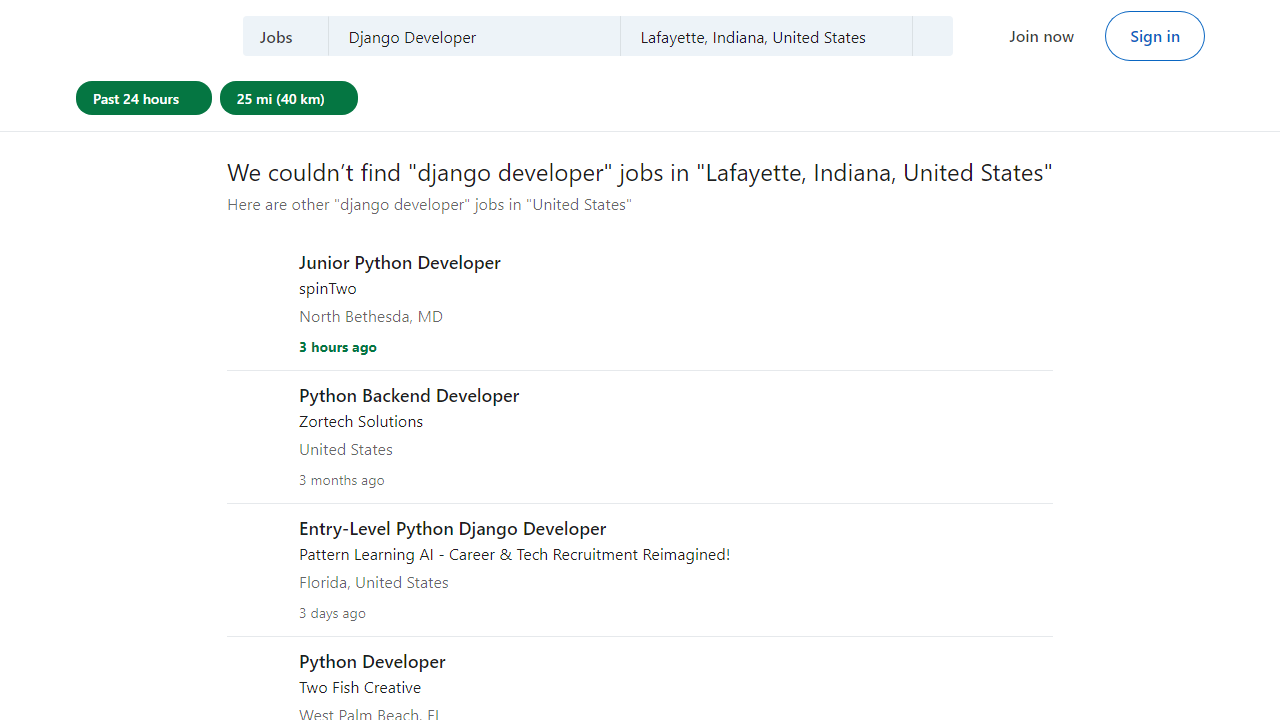 Jobs
Django Developer
Lafayette, Indiana, United States
Join now
Sign in
Past 24 hours
25 mi (40 km)
We couldn’t find "django developer" jobs in "Lafayette, Indiana, United States"
Here are other "django developer" jobs in "United States"
Junior Python Developer
spinTwo
North Bethesda, MD
3 hours ago
Python Backend Developer
Zortech Solutions
United States
3 months ago
Entry-Level Python Django Developer
Pattern Learning AI - Career & Tech Recruitment Reimagined!
Florida, United States
3 days ago
Python Developer
Two Fish Creative
West Palm Beach, FL